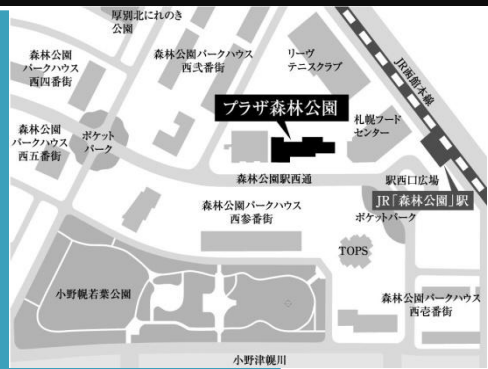 厚別北にれのき
公園
森林公園
パークハウス
西四番街
森林公園パークハウス
西弐番街
リーヴ
テニスクラブ
JR函館本線
プラザ森林公園
札幌フード
センター
森林公園
パークハウス
西五番街
ポケット
パーク
森林公園駅西通
駅西口広場
JR「森林公園」駅
ポケットパーク
森林公園パークハウス
西参番街
TOPS
小野幌若葉公園
森林公園パークハウス
西壱番街
小野津幌川